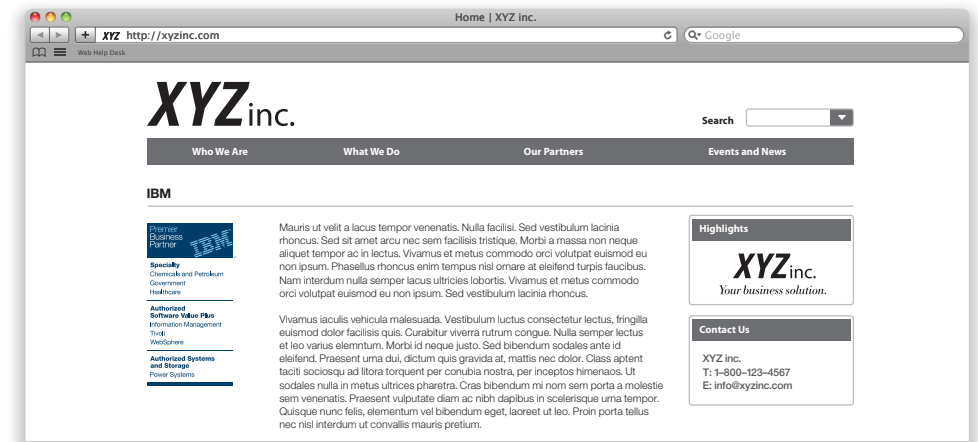 Home | XYZ inc.
XYZ http://xyzinc.com
Google
Web Help Desk
XYZ inc.
Search
Who We Are What We Do Our Partners Events and News
IBM
Premier
Business
Partner
IBM
Speciality
Chemicals and Petroleum
Government
Healthcare
Authorized
Software Value Plus
Information Management
Tivoli
WebSphere
Authorized Systems
and Storage
Power Systems
Mauris ut velit a lacus tempor venenatis. Nulla facilisi. Sed vestibulum lacinia
rhoncus. Sed sit amet arcu nec sem facilisis tristique. Morbi a massa non neque
aliquet tempor ac in lectus. Vivamus et metus commodo orci volutpat euismod eu
non ipsum. Phasellus rhoncus enim tempus nisl ornare at eleifend turpis faucibus.
Nam interdum nulla semper lacus ultricies lobortis. Vivamus et metus commodo
orci volutpat euismod eu non ipsum. Sed vestibulum lacinia rhoncus.
Vivamus iaculis vehicula malesuada. Vestibulum luctus consectetur lectus, fringilla
euismod dolor facilisis quis. Curabitur viverra rutrum congue. Nulla semper lectus
et leo varius elemntum. Morbi id neque justo. Sed bibendum sodales ante id
eleifend. Praesent urna dui, dictum quis gravida at, mattis nec dolor. Class aptent
taciti sociosqu ad litora torquent per conubia nostra, per inceptos himenaos. Ut
sodales nulla in metus ultrices pharetra. Cras bibendum mi nom sem porta a molestie
sem venenatis. Praesent vulputate diam ac nibh dapibus in scelerisque urna tempor.
Quisque nunc felis, elementum vel bibendum eget, laoreet ut leo. Proin porta tellus
nec nisl interdum ut convallis mauris pretium.
Highlights
XYZ inc.
Your business solution.
Contact Us
XYZ inc.
T: 1–800–123–4567
E: info@xyzinc.com